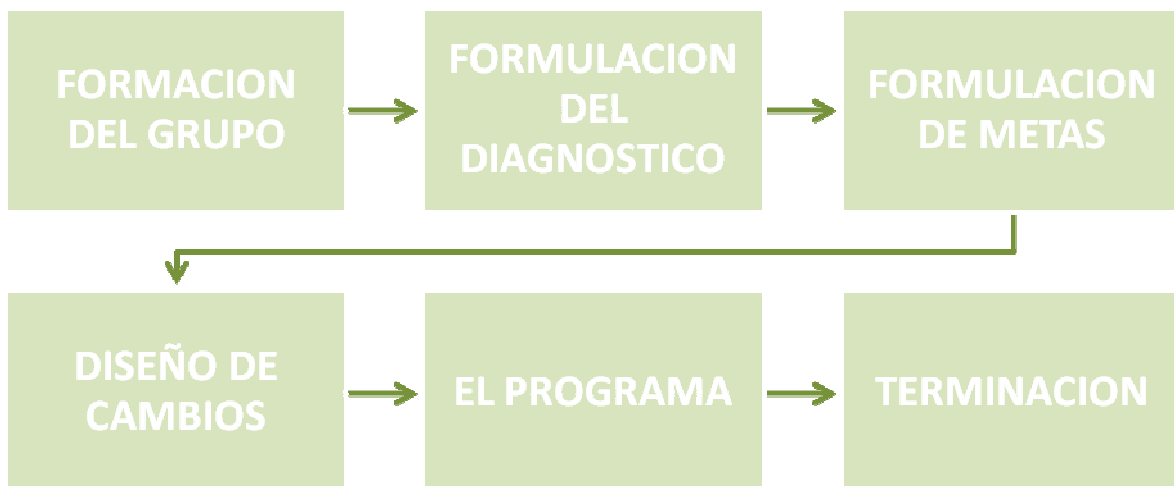 FORMACION
DEL GRUPO
FORMULACION
DEL
DIAGNOSTICO
FORMULACION
DE METAS
DISEÑO DE
CAMBIOS
EL PROGRAMA
TERMINACION